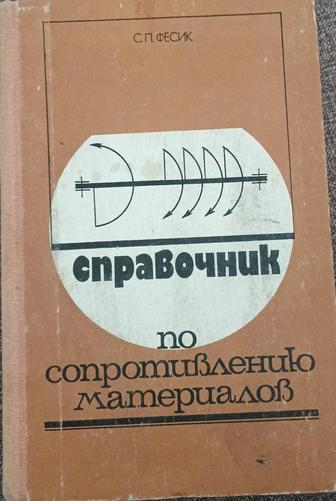 С.П.ФЕСИК
справочник
по
сопротивлению
материалов